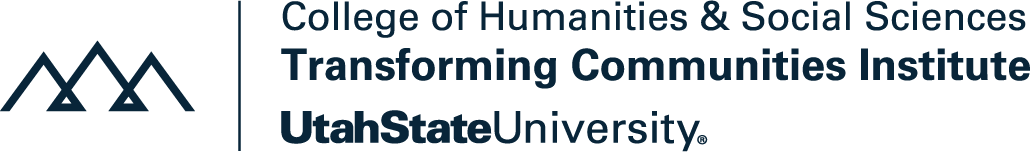 College of Humanities & Social Sciences
Transforming Communities Institute
UtahStateUniversity®